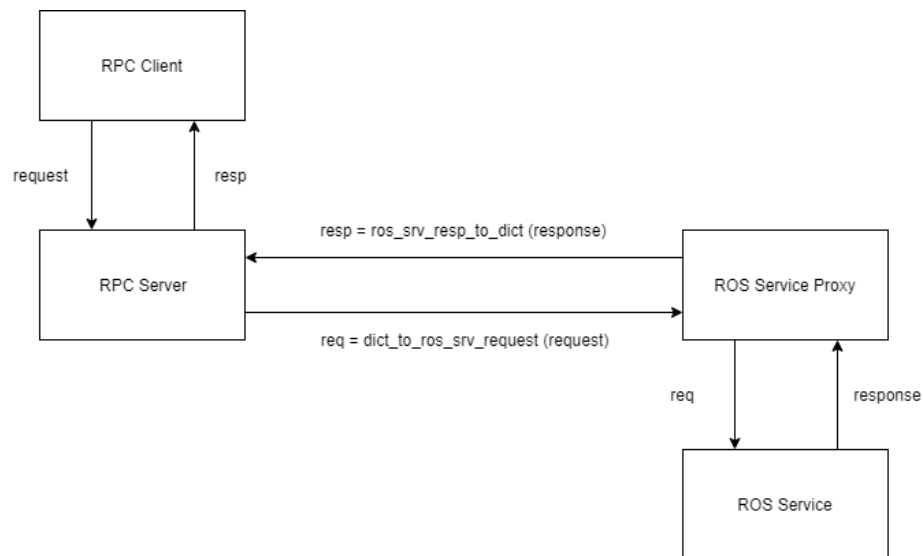 RPC Client
request
resp
resp = ros_srv_resp_to_dict (response)
RPC Server
ROS Service Proxy
req = dict_to_ros_srv_request (request)
req
response
ROS Service